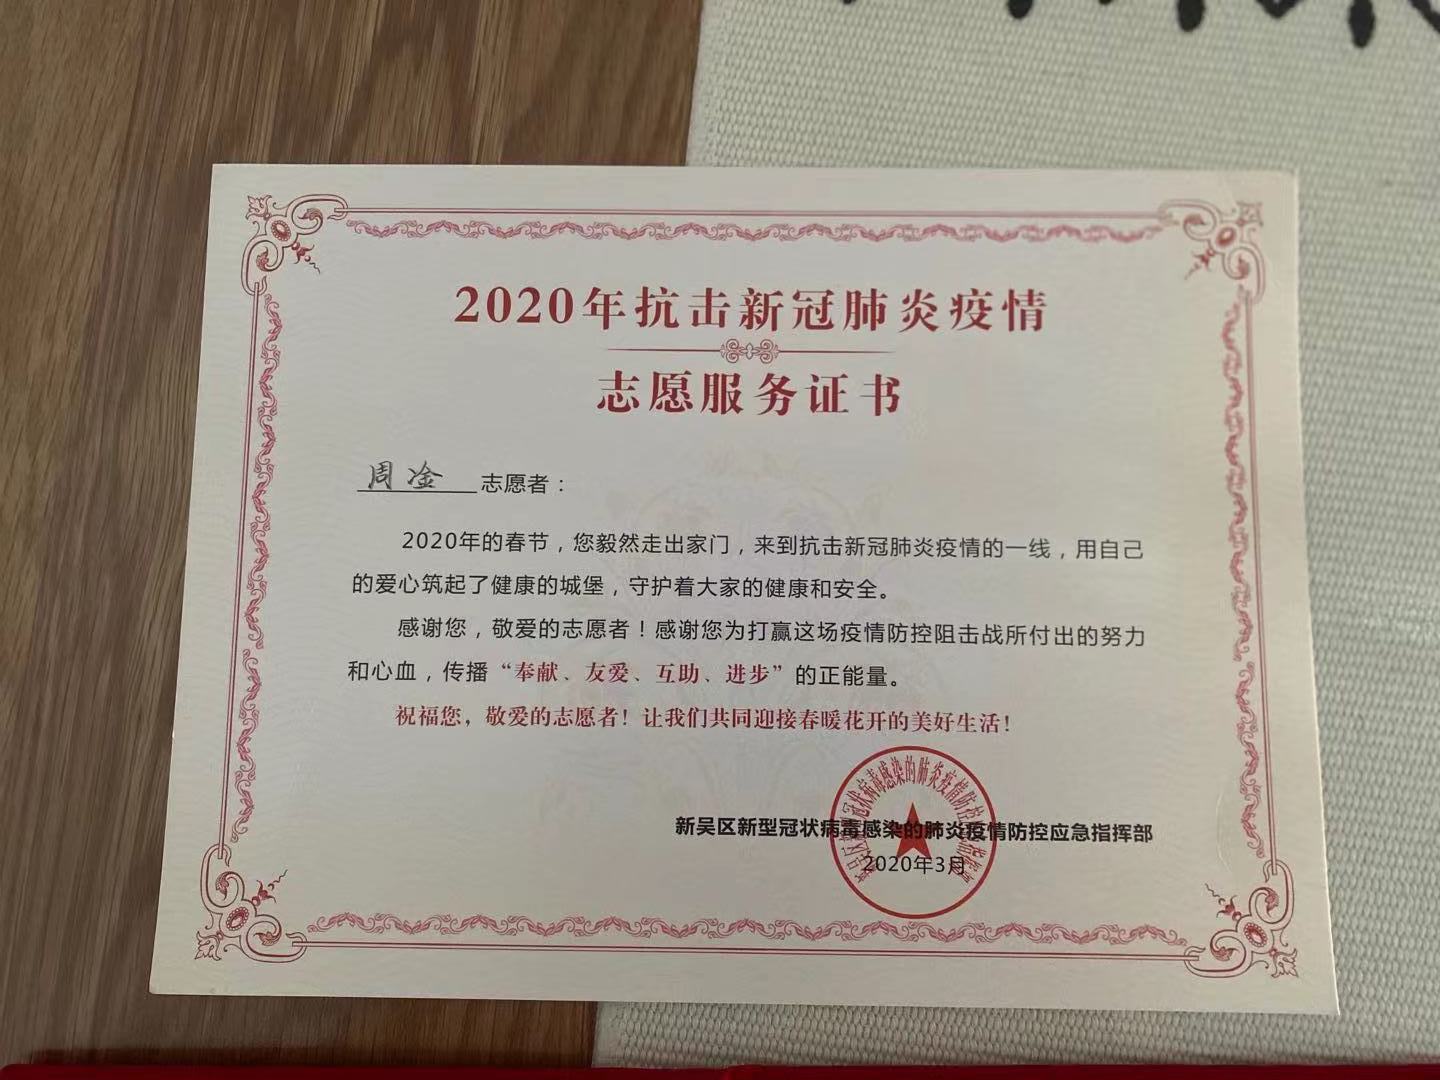 2020年抗击新冠肺炎疫情
志愿服务证书
周淦 志愿者：
2020年的春节，您毅然走出家门，来到抗击新冠肺炎疫情的一线，用自己
的爱心筑起了健康的城堡，守护着大家的健康和安全。
感谢您，敬爱的志愿者！感谢您为打赢这场疫情防控阻击战所付出的努力
和心血，传播“奉献、友爱、互助、进步”的正能量。
祝福您，敬爱的志愿者！让我们共同迎接春暖花开的美好生活！
新吴区新型冠状病毒感染的肺炎疫情防控应急指挥部
2020年3月